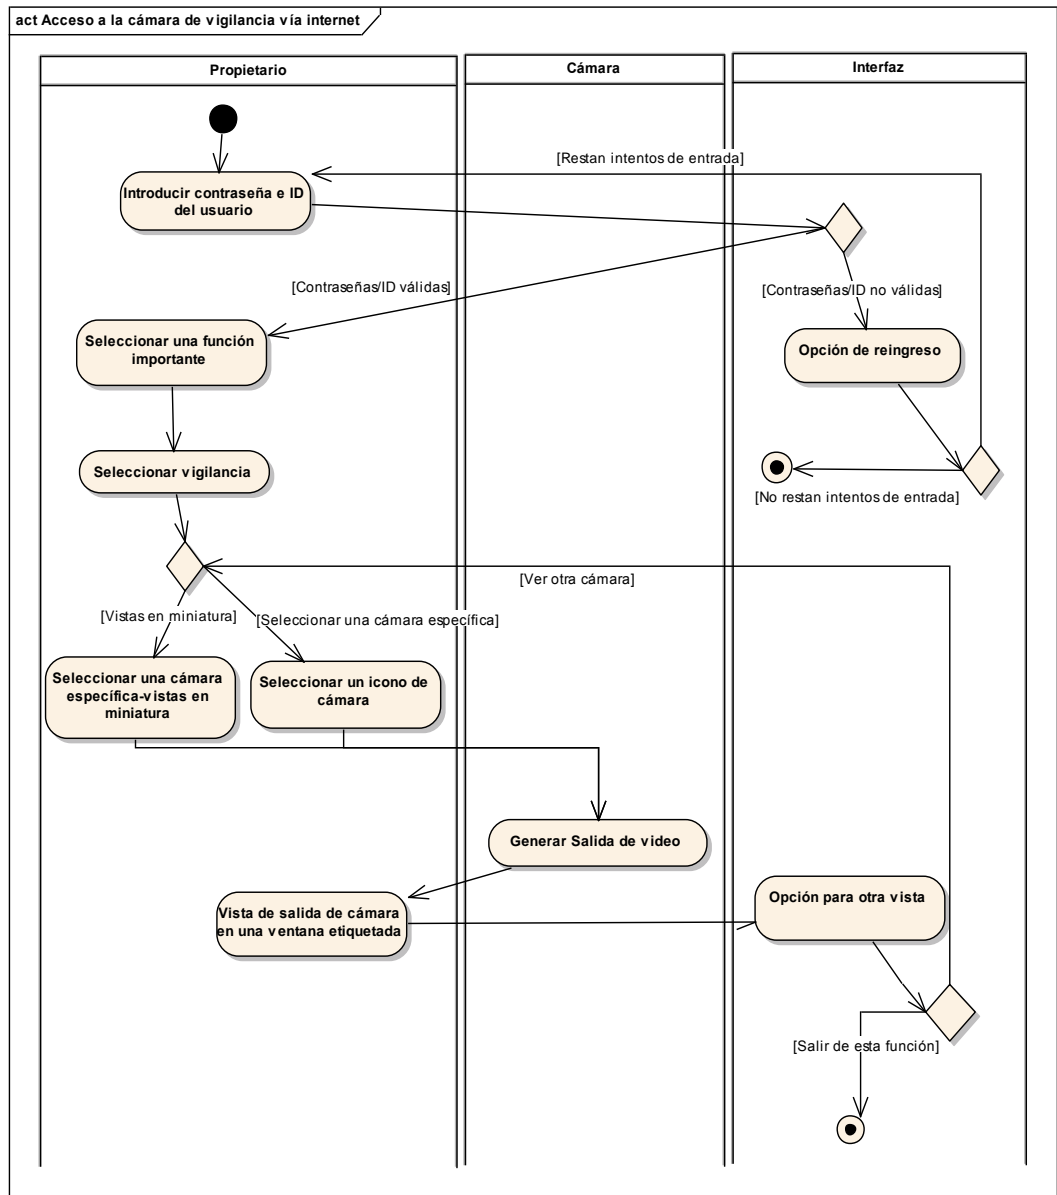 act Acceso a la cámara de vigilancia vía internet
Propietario
Cámara
Interfaz
[Restan intentos de entrada]
Introducir contraseña e ID
del usuario
[Contraseñas/ID válidas]
[Contraseñas/ID no válidas]
Seleccionar una función
importante
Opción de reingreso
Seleccionar vigilancia
[No restan intentos de entrada]
[Ver otra cámara]
[Vistas en miniatura]
[Seleccionar una cámara específica]
Seleccionar una cámara
específica-vistas en
miniatura
Seleccionar un icono de
cámara
Generar Salida de video
Opción para otra vista
Vista de salida de cámara
en una ventana etiquetada
[Salir de esta función]